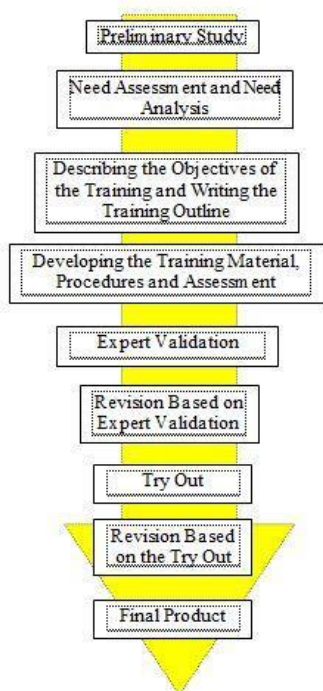 Preliminary Study
Need Assessment and Need
Analysis
Describing the Objectives of
the Training and Writing the
Training Outline
Developing the Training Material,
Procedures and Assessment
Expert Validation
Revision Based on
Expert Validation
Try Out
Revision Based
on the Try Out
Final Product